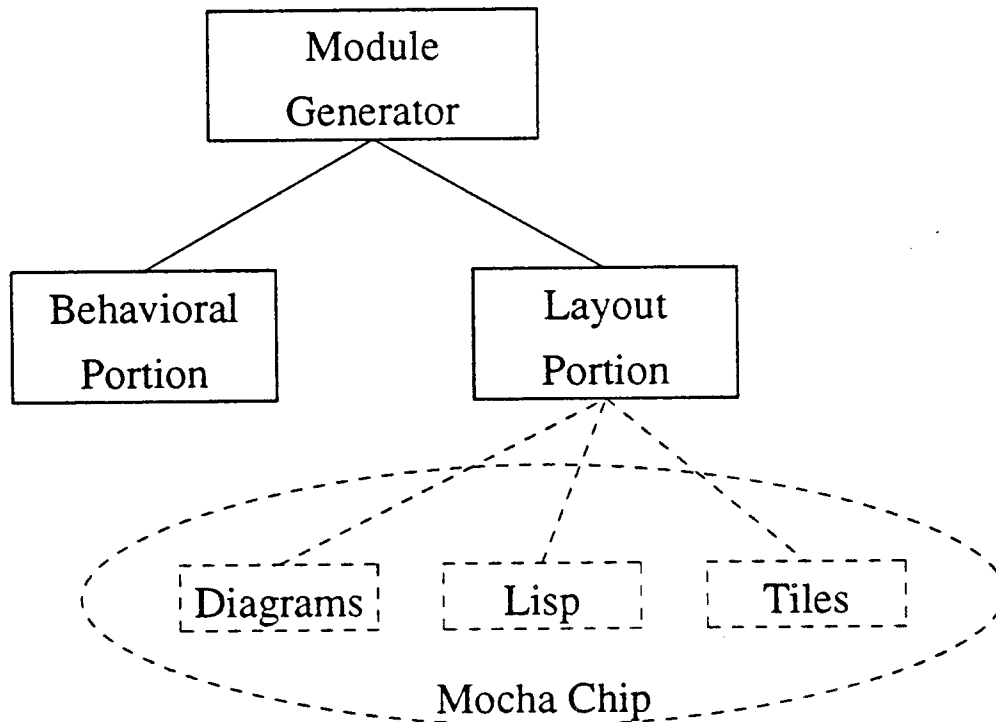 Module
Generator
Behavioral
Portion
Layout
Portion
Diagrams
Lisp
Tiles
Mocha Chip